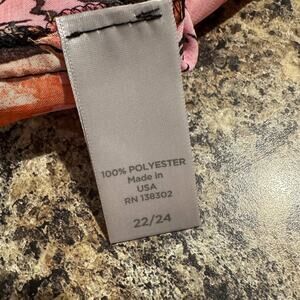 100% POLYESTER
Made in
USA
RN 138302
22/24